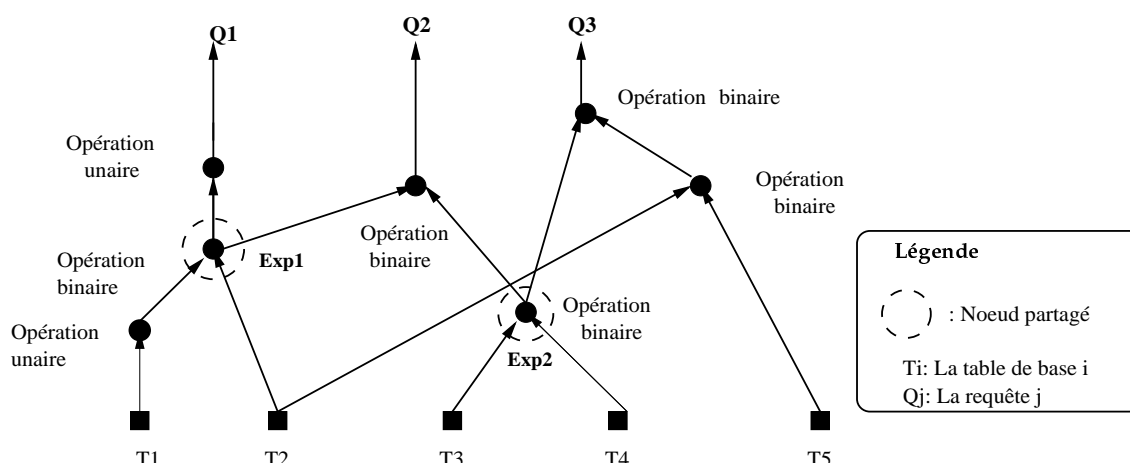 Q1
Q2
Q3
Opération binaire
Opération
unaire
Opération
binaire
Opération
binaire
Opération
binaire
Exp1
Opération
binaire
Opération
unaire
Exp2
T1
T2
T3
T4
T5
Légende
: Noeud partagé
Ti: La table de base i
Qj: La requête j